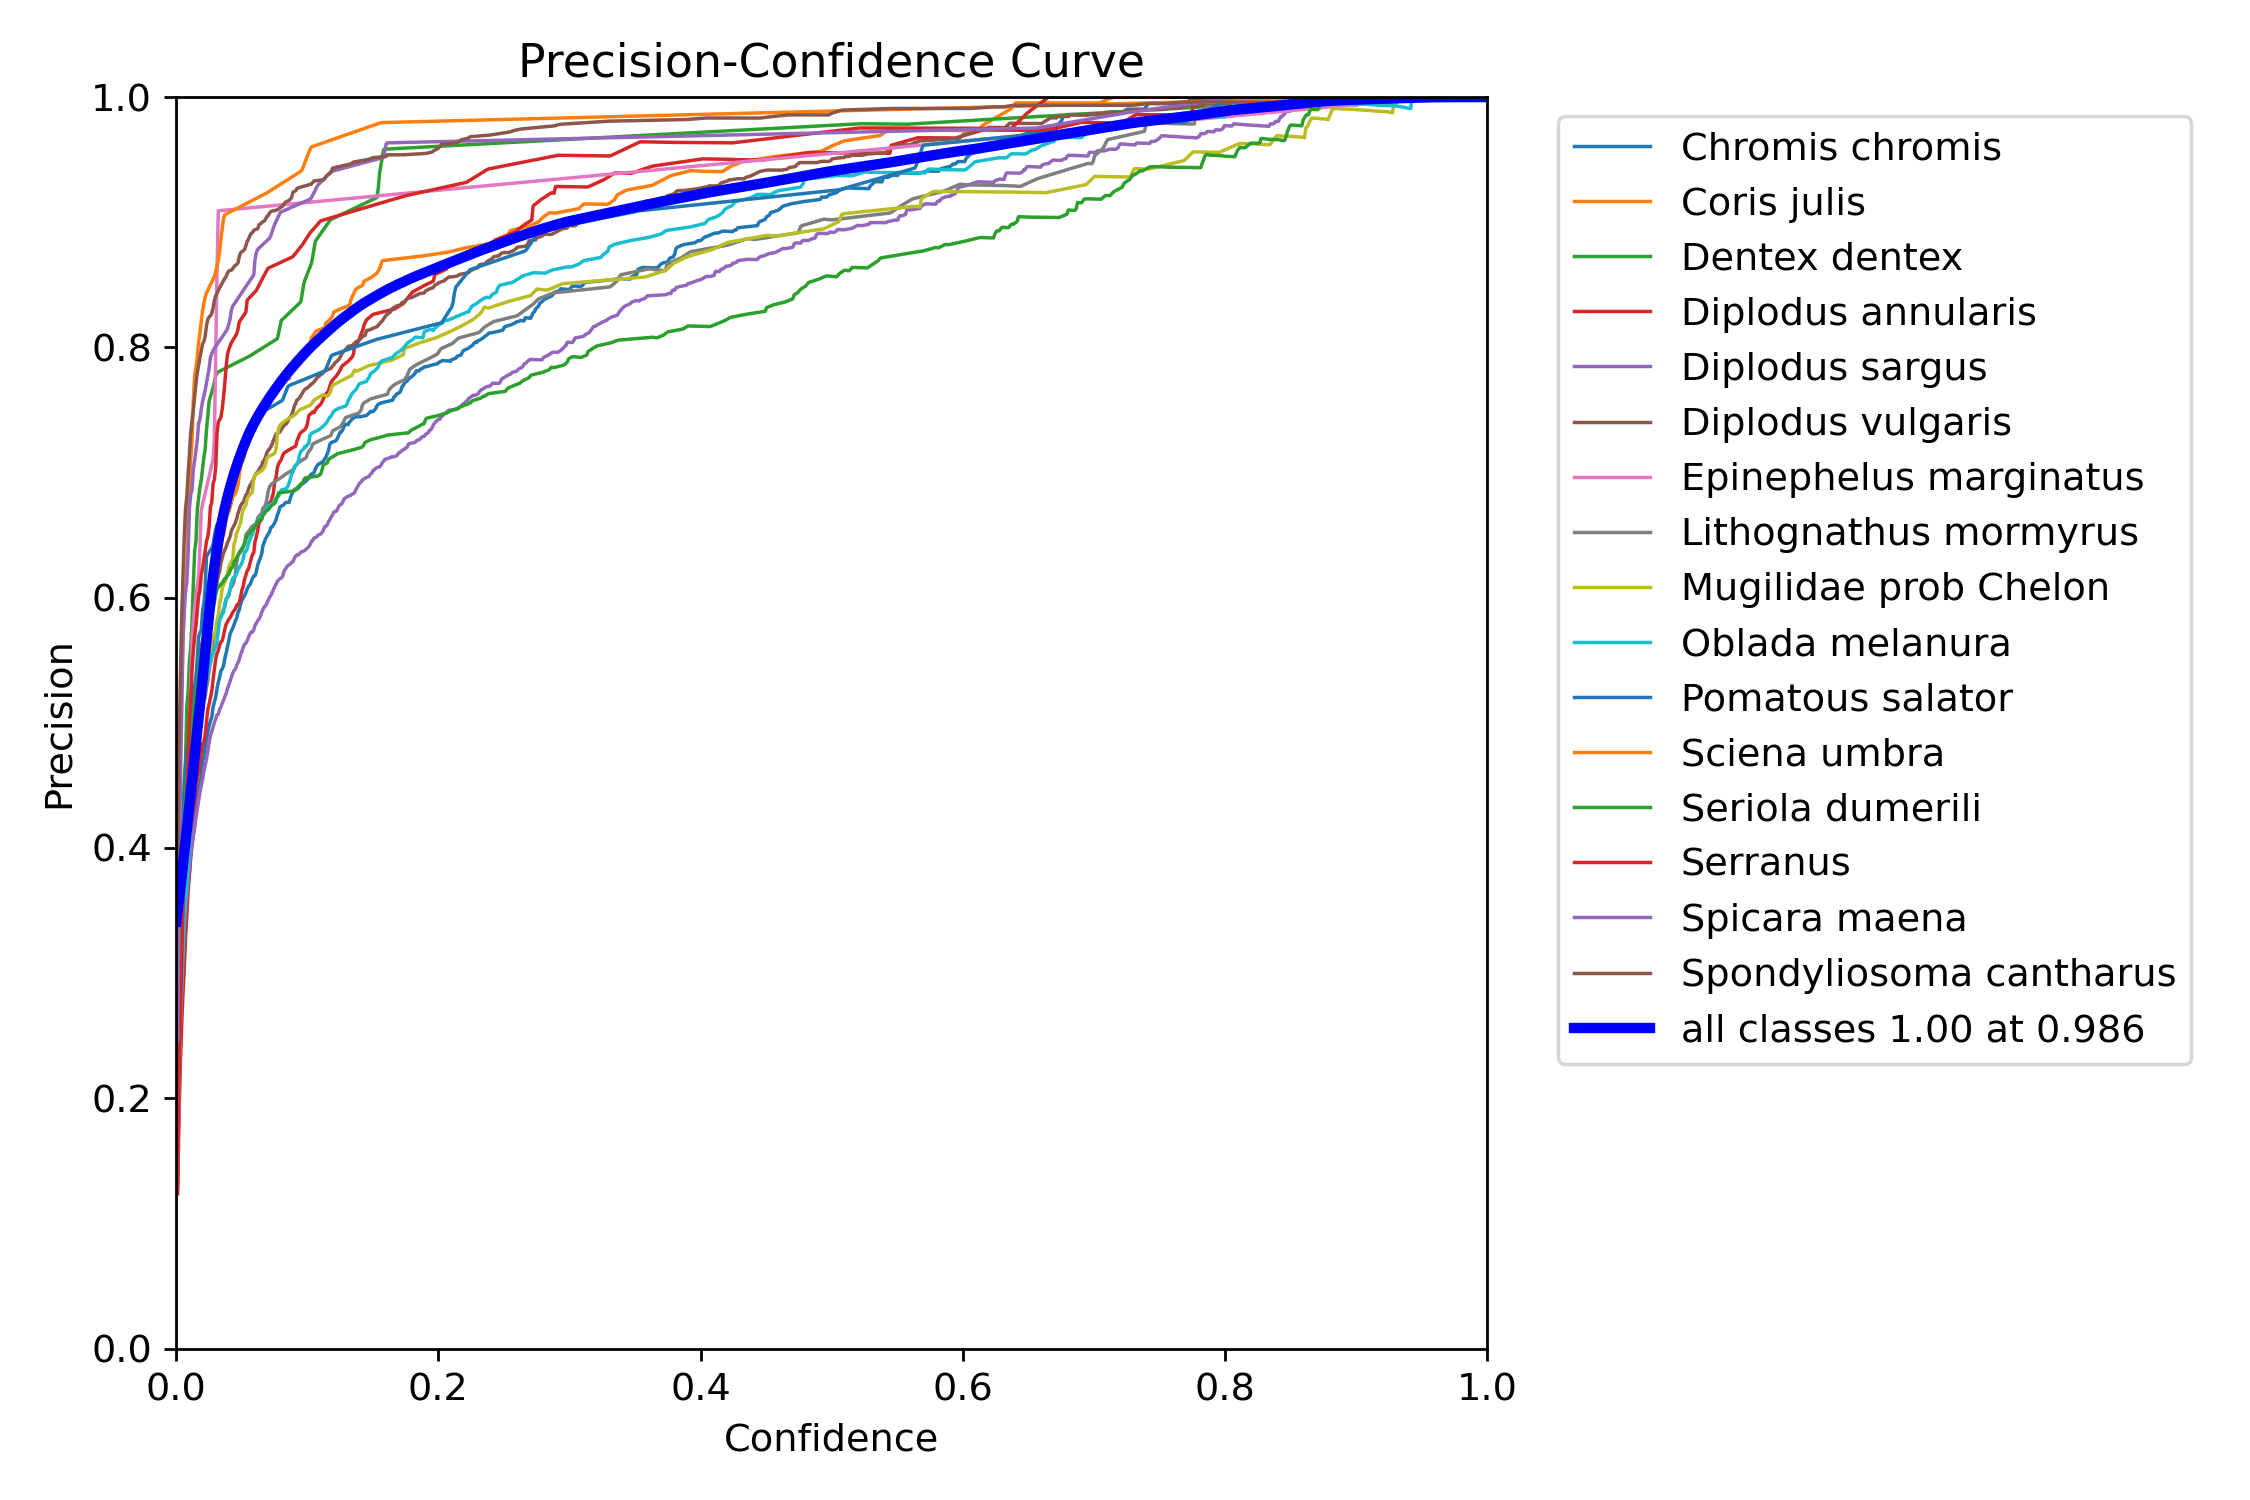 Precision-Confidence Curve
1.0
0.8
0.6
0.4
0.2
0.0
Precision
0.0 0.2 0.4 0.6 0.8 1.0
Confidence
Chromis chromis
Coris julis
Dentex dentex
Diplodus annularis
Diplodus sargus
Diplodus vulgaris
Epinephelus marginatus
Lithognathus mormyrus
Mugilidae prob Chelon
Oblada melanura
Pomatous salator
Sciena umbra
Seriola dumerili
Serranus
Spicara maena
Spondyliosoma cantharus
all classes 1.00 at 0.986